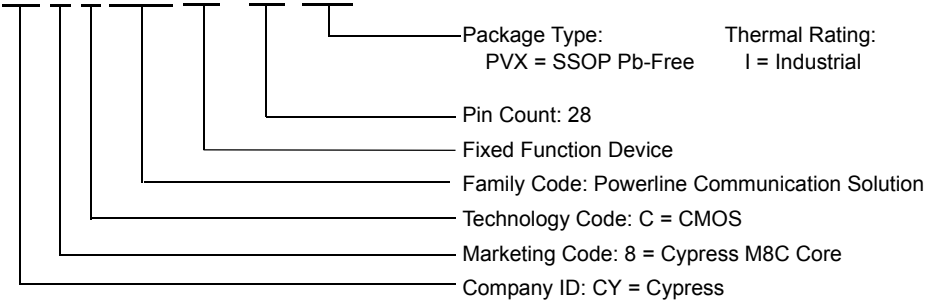 Package Type: Thermal Rating:
PVX = SSOP Pb-Free I = Industrial
Pin Count: 28
Fixed Function Device
Family Code: Powerline Communication Solution
Technology Code: C = CMOS
Marketing Code: 8 = Cypress M8C Core
Company ID: CY = Cypress